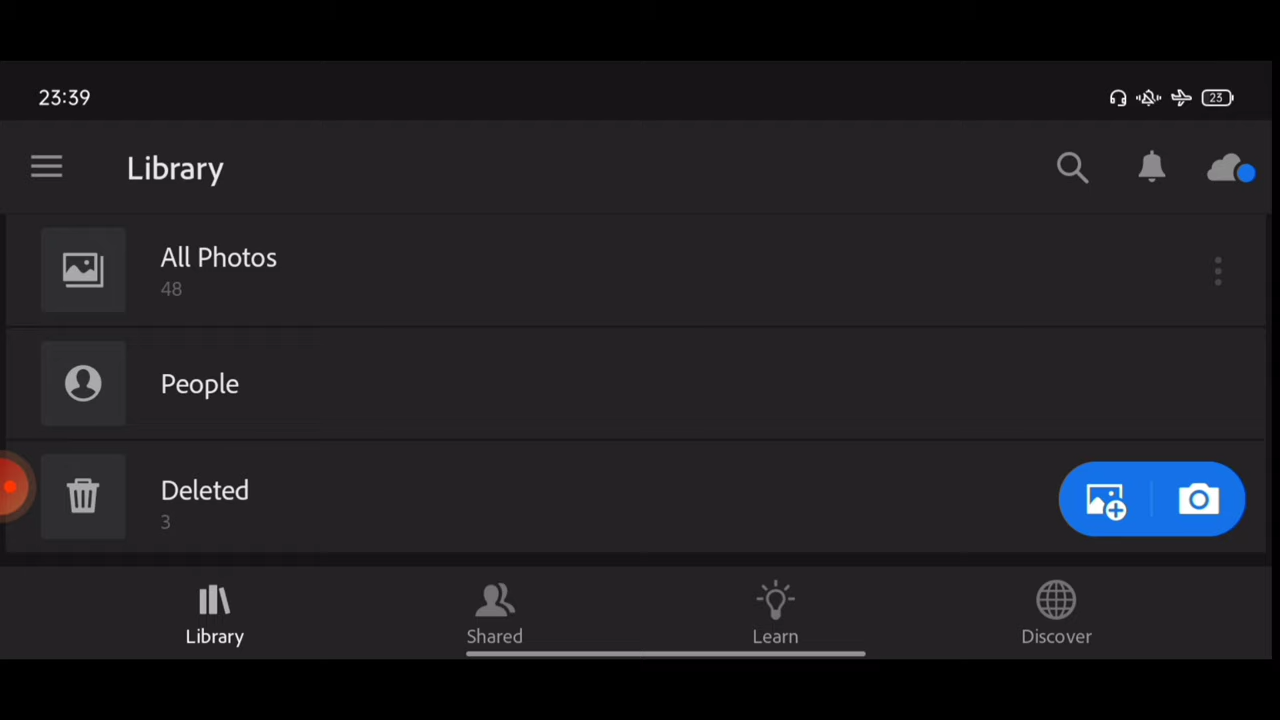 23:39
23
Library
All Photos
48
People
Deleted
3
Library
Shared
Learn
Discover